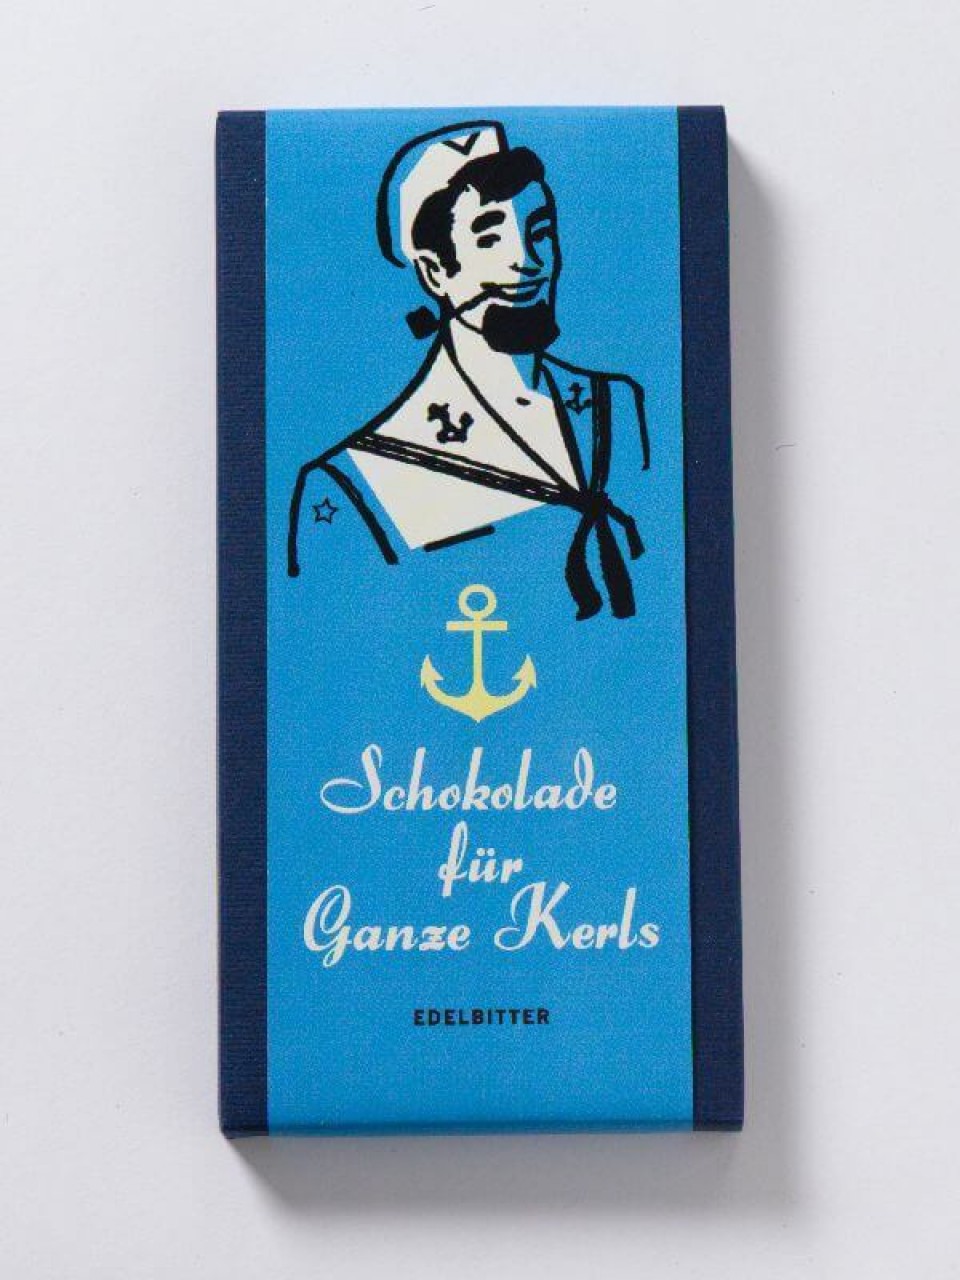 Schokolade
für
Ganze Kerls
EDELBITTER